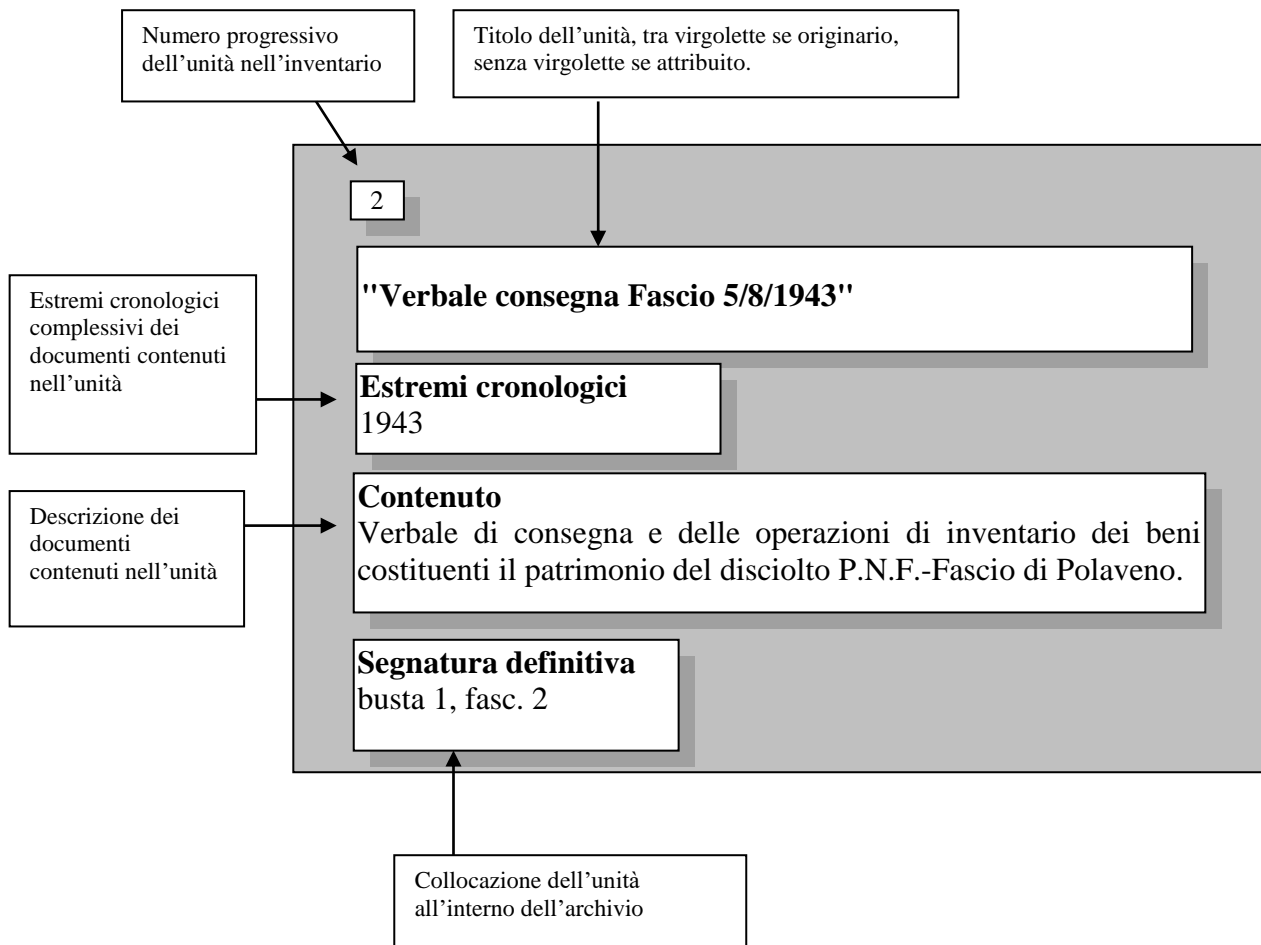 Numero progressivo
dell’unità nell’inventario
Titolo dell’unità, tra virgolette se originario,
senza virgolette se attribuito.
2
"Verbale consegna Fascio 5/8/1943"
Estremi cronologici
complessivi dei
documenti contenuti
nell’unità
Estremi cronologici
1943
Descrizione dei
documenti
contenuti nell’unità
Contenuto
Verbale di consegna e delle operazioni di inventario dei beni
costituenti il patrimonio del disciolto P.N.F.-Fascio di Polaveno.
Segnatura definitiva
busta 1, fasc. 2
Collocazione dell’unità
all’interno dell’archivio